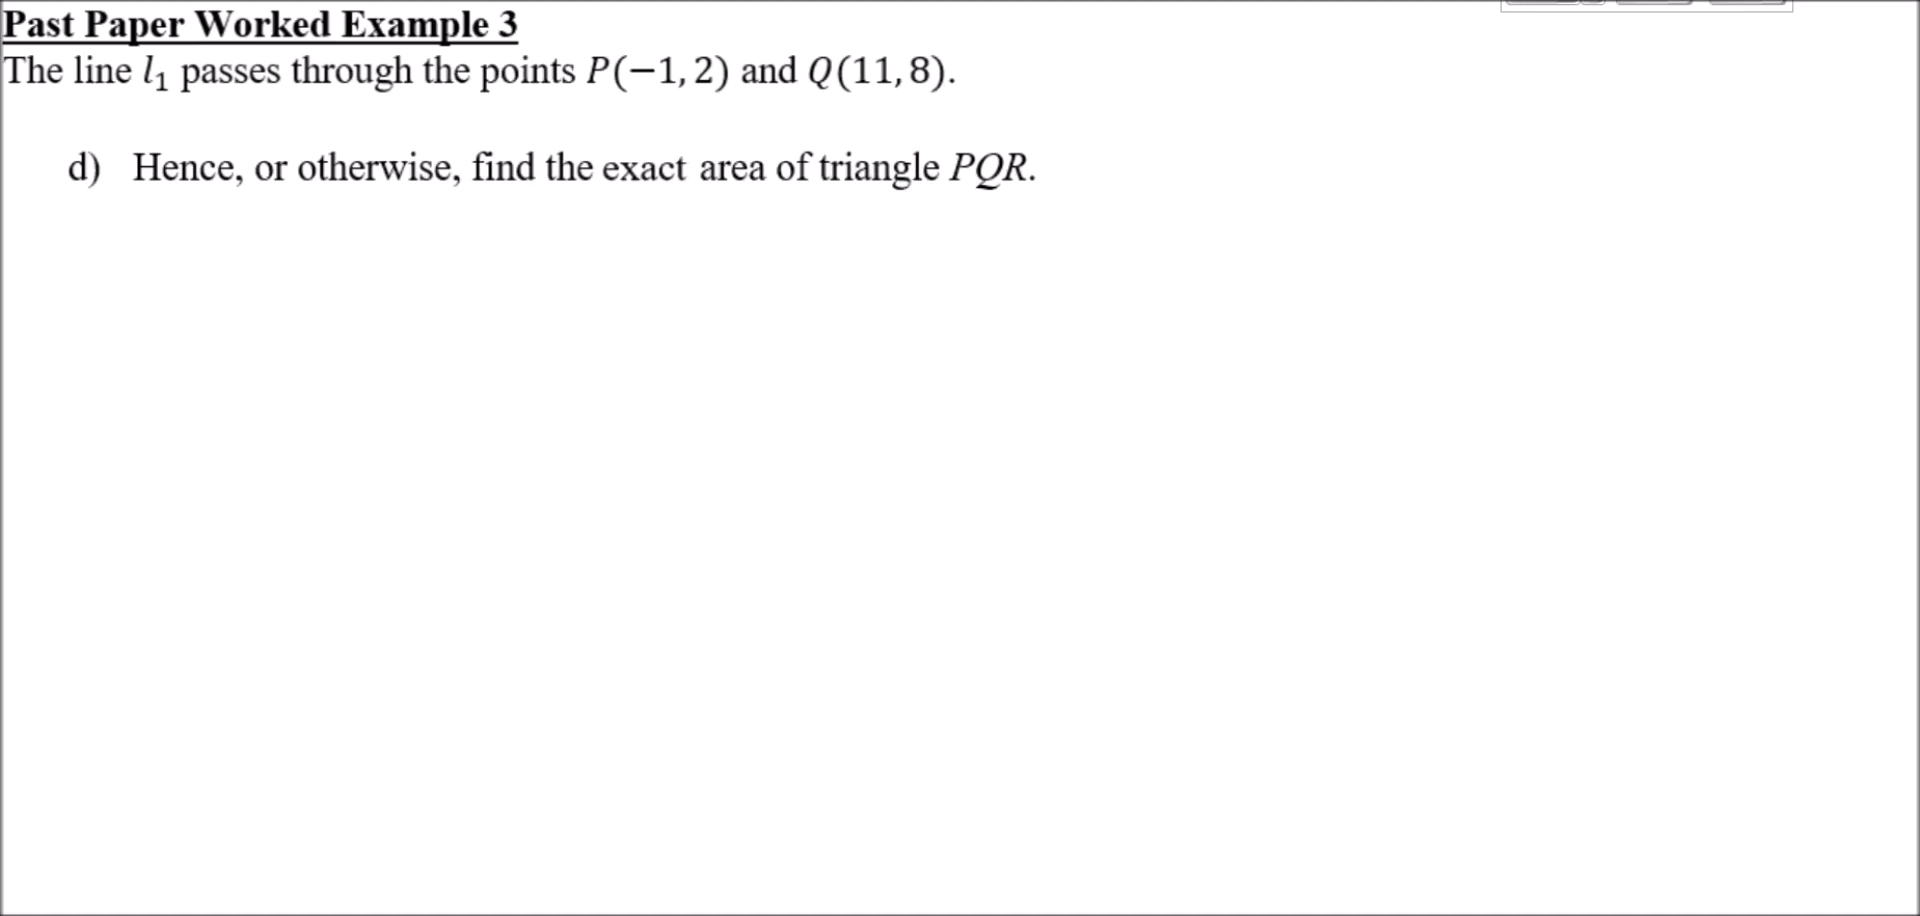 Past Paper Worked Example 3
The line l₁ passes through the points P(−1, 2) and Q(11, 8).
d) Hence, or otherwise, find the exact area of triangle PQR.